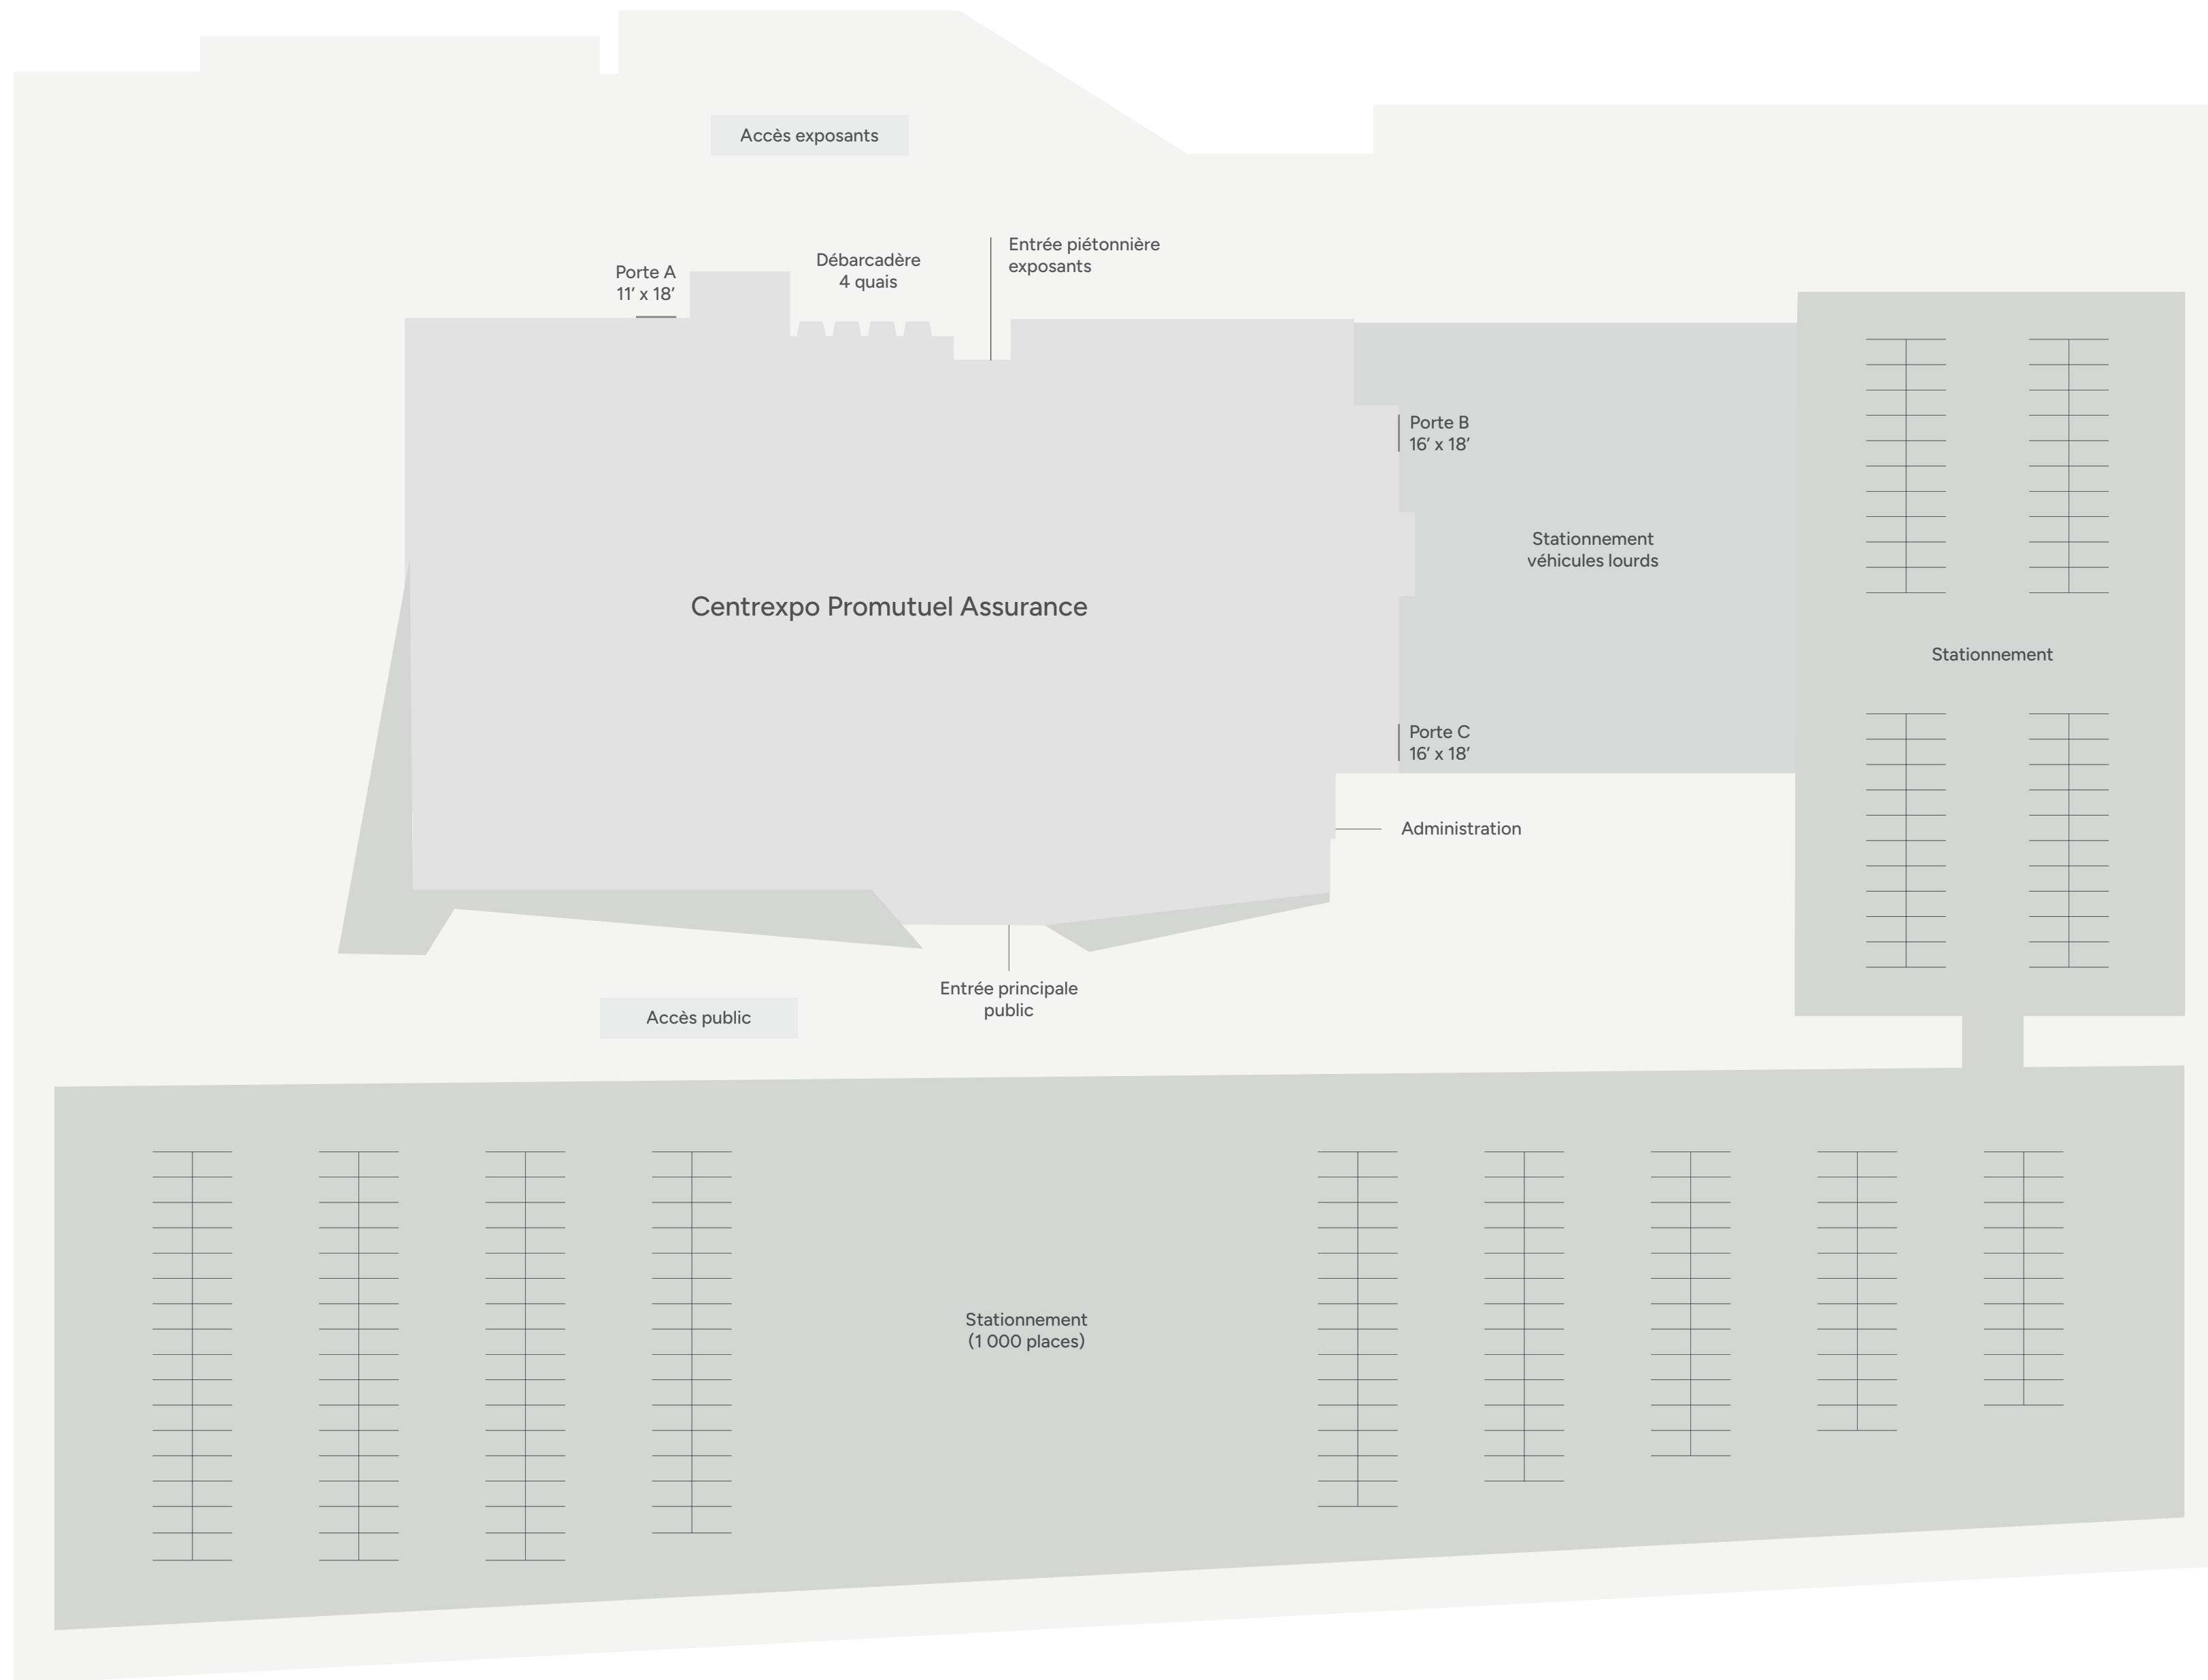 Accès exposants
Entrée piétonnière
exposants
Débarcadère
4 quais
Porte A
11’ x 18’
Porte B
16’ x 18’
Stationnement
véhicules lourds
Centrexpo Promutuel Assurance
Stationnement
Porte C
16’ x 18’
Administration
Entrée principale
public
Accès public
Stationnement
(1 000 places)